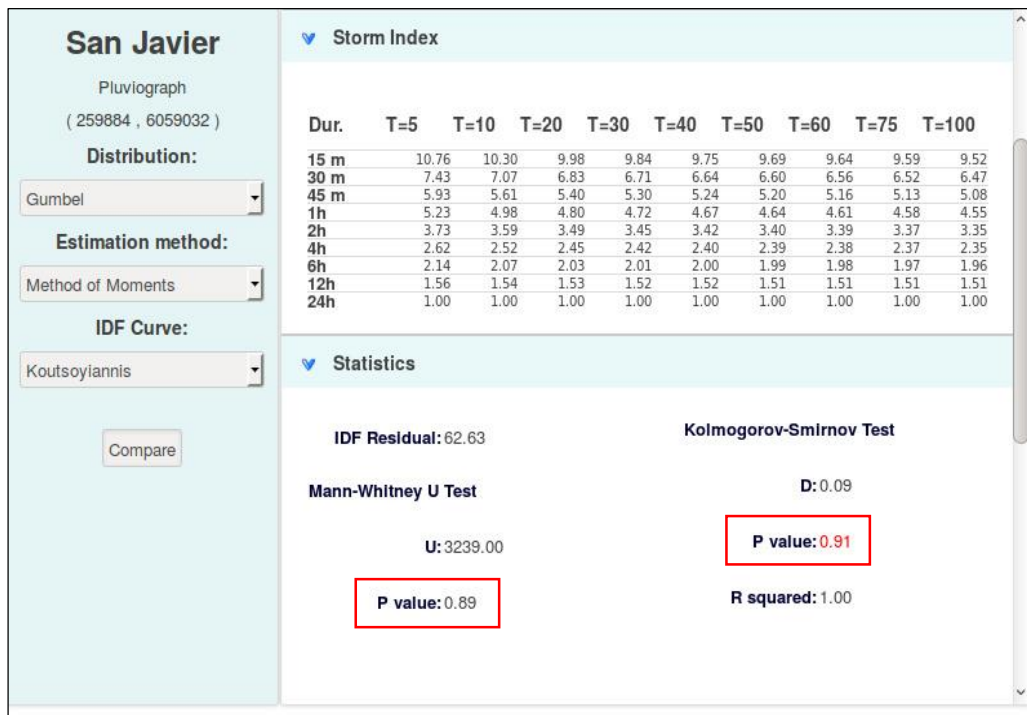 San Javier
Pluviograph
( 259884 , 6059032 )
Distribution:
Gumbel
Estimation method:
Method of Moments
IDF Curve:
Koutsoyiannis
Compare
Storm Index
Dur. T=5 T=10 T=20 T=30 T=40 T=50 T=60 T=75 T=100
15 m 10.76 10.30 9.98 9.84 9.75 9.69 9.64 9.59 9.52
30 m 7.43 7.07 6.83 6.71 6.64 6.60 6.56 6.52 6.47
45 m 5.93 5.61 5.40 5.30 5.24 5.20 5.16 5.13 5.08
1h 5.23 4.98 4.80 4.72 4.67 4.64 4.61 4.58 4.55
2h 3.73 3.59 3.49 3.45 3.42 3.40 3.39 3.37 3.35
4h 2.62 2.52 2.45 2.42 2.40 2.39 2.38 2.37 2.35
6h 2.14 2.07 2.03 2.01 2.00 1.99 1.98 1.97 1.96
12h 1.56 1.54 1.53 1.52 1.52 1.51 1.51 1.51 1.51
24h 1.00 1.00 1.00 1.00 1.00 1.00 1.00 1.00 1.00
Statistics
IDF Residual: 62.63
Mann-Whitney U Test
U: 3239.00
P value: 0.89
Kolmogorov-Smirnov Test
D: 0.09
P value: 0.91
R squared: 1.00